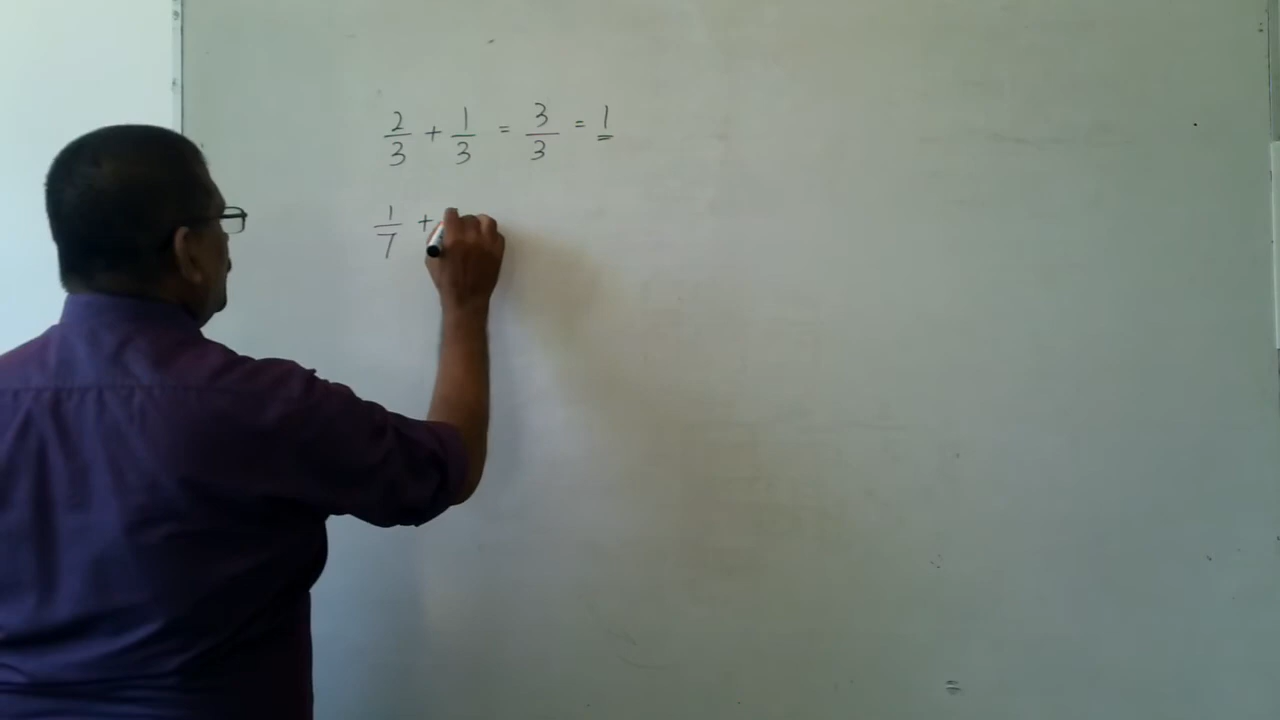 2/3 + 1/3 = 3/3 = 1
1/7 +